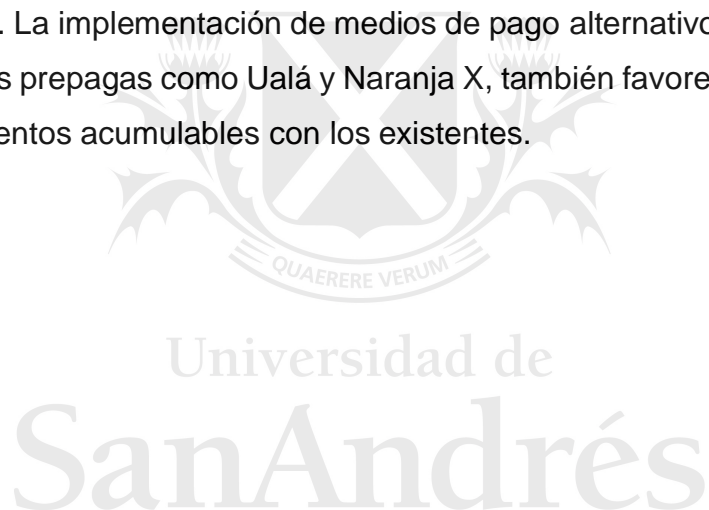 . La implementación de medios de pago alternativo
s prepagas como Ualá y Naranja X, también favore
entos acumulables con los existentes.
QUAERERE VERUM
Universidad de
SanAndrés